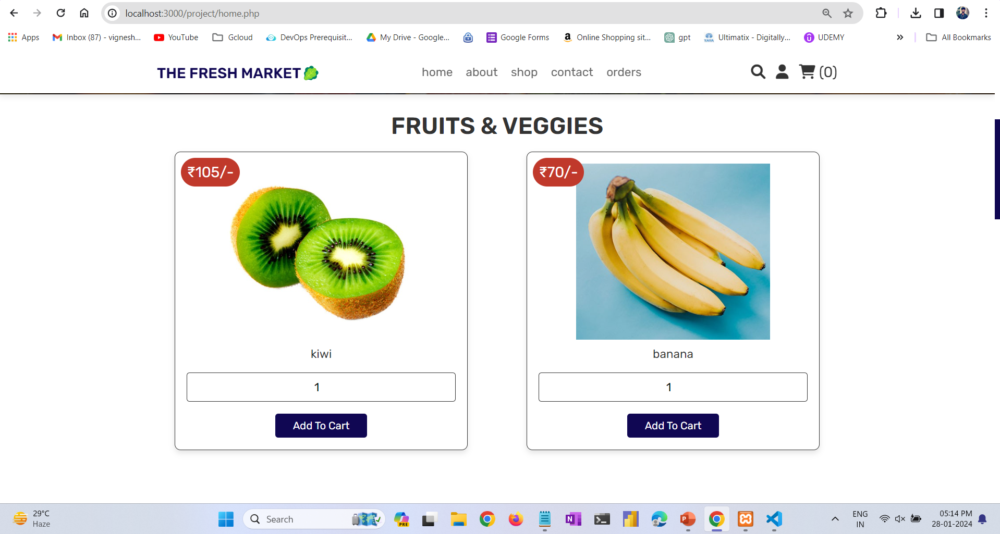 localhost:3000/project/home.php
Apps
Inbox (87) - vignesh...
YouTube
Gcloud
DevOps Prerequisit...
My Drive - Google...
Google Forms
Online Shopping sit...
gpt
Ultimatix - Digitally...
UDEMY
All Bookmarks
THE FRESH MARKET
home about shop contact orders
(0)
FRUITS & VEGGIES
₹105/-
₹70/-
kiwi
banana
1
1
Add To Cart
Add To Cart
29°C
Haze
Search
PRE
ENG
IN
05:14 PM
28-01-2024